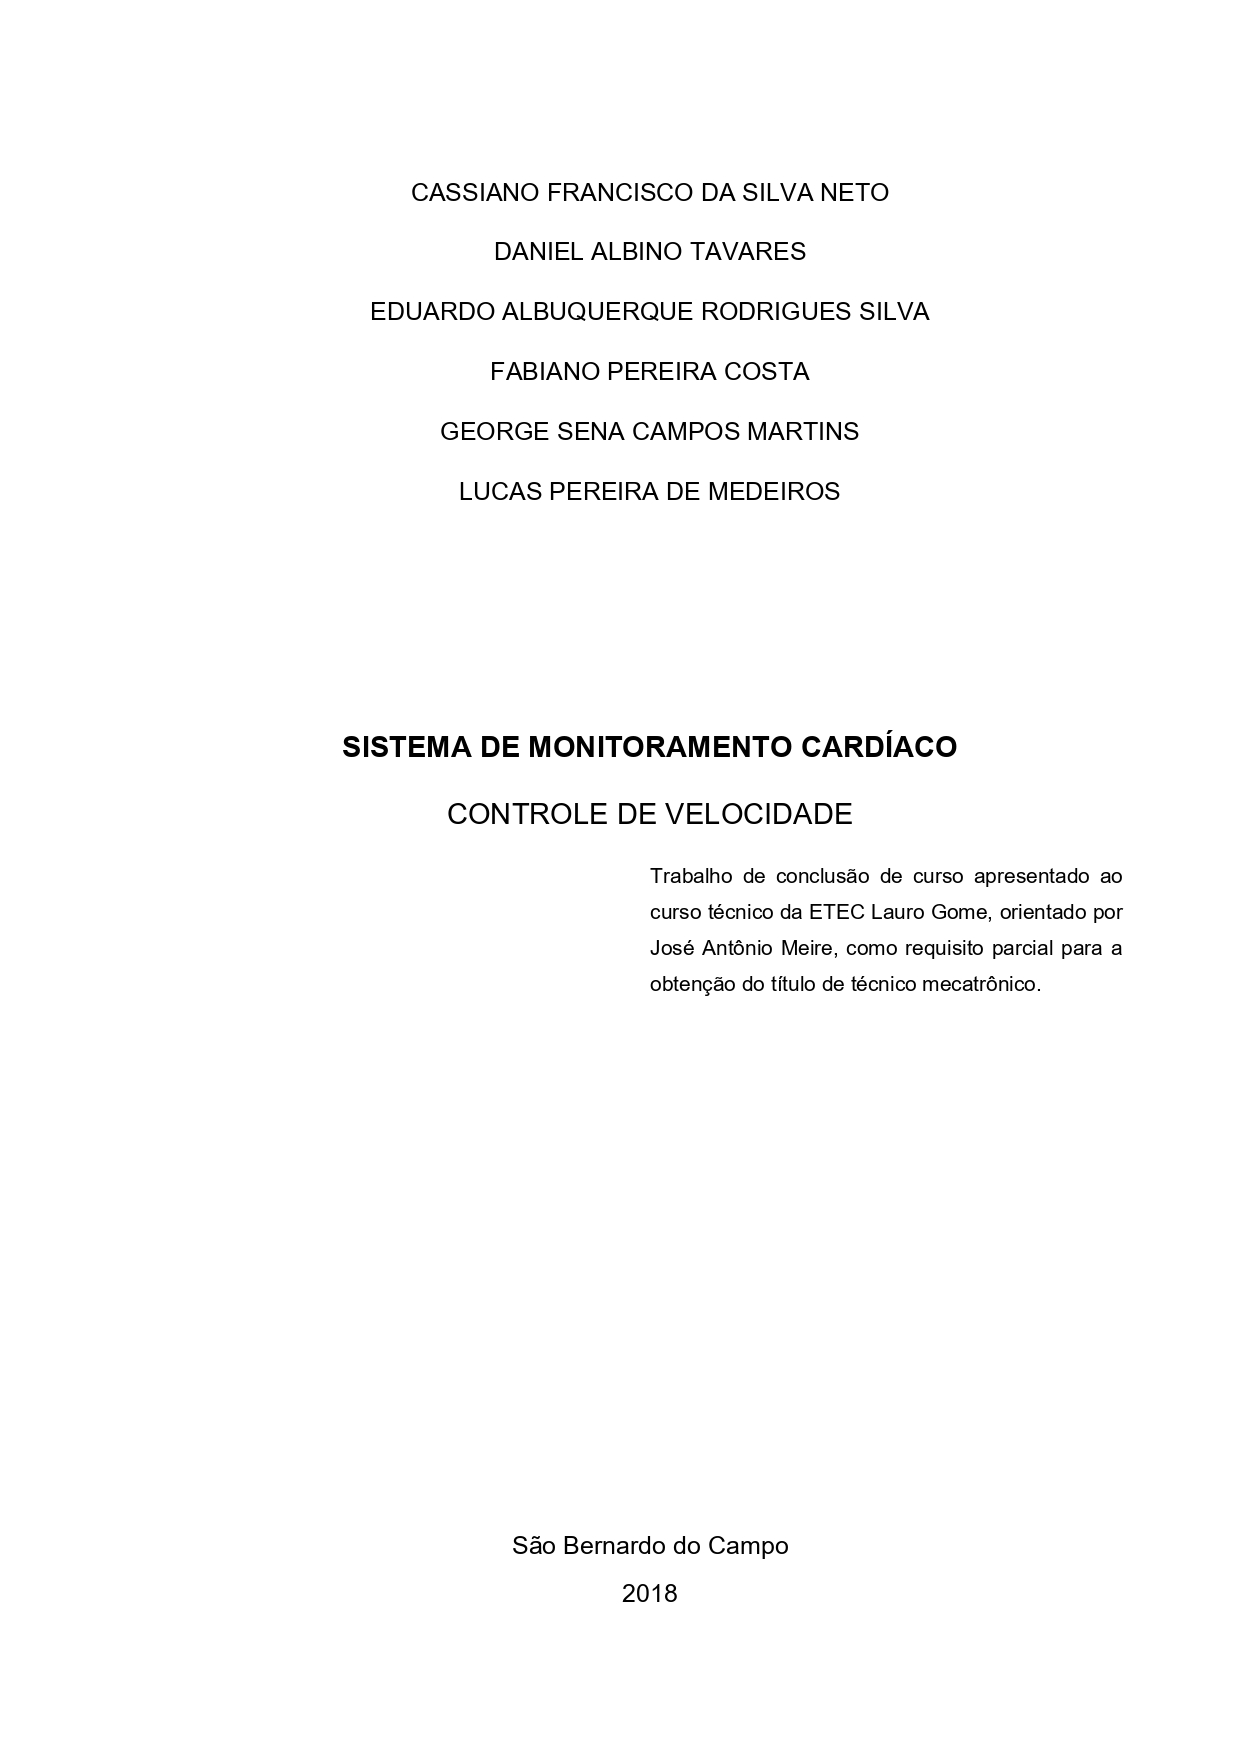 CASSIANO FRANCISCO DA SILVA NETO
DANIEL ALBINO TAVARES
EDUARDO ALBUQUERQUE RODRIGUES SILVA
FABIANO PEREIRA COSTA
GEORGE SENA CAMPOS MARTINS
LUCAS PEREIRA DE MEDEIROS
SISTEMA DE MONITORAMENTO CARDÍACO
CONTROLE DE VELOCIDADE
Trabalho de conclusão de curso apresentado ao
curso técnico da ETEC Lauro Gome, orientado por
José Antônio Meire, como requisito parcial para a
obtenção do título de técnico mecatrônico.
São Bernardo do Campo
2018